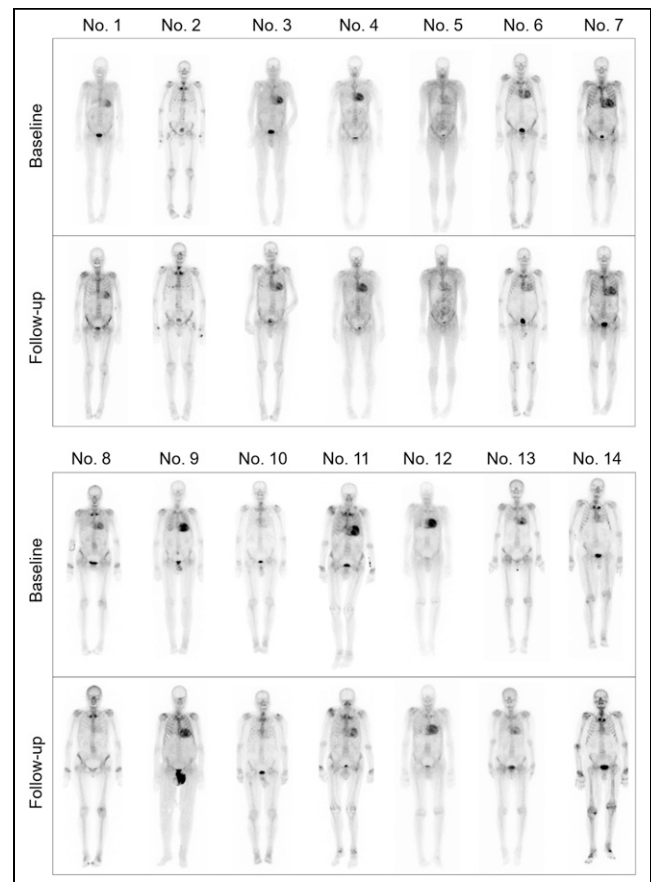 No. 1 No. 2 No. 3 No. 4 No. 5 No. 6 No. 7
Baseline
Follow-up
No. 8 No. 9 No. 10 No. 11 No. 12 No. 13 No. 14
Baseline
Follow-up